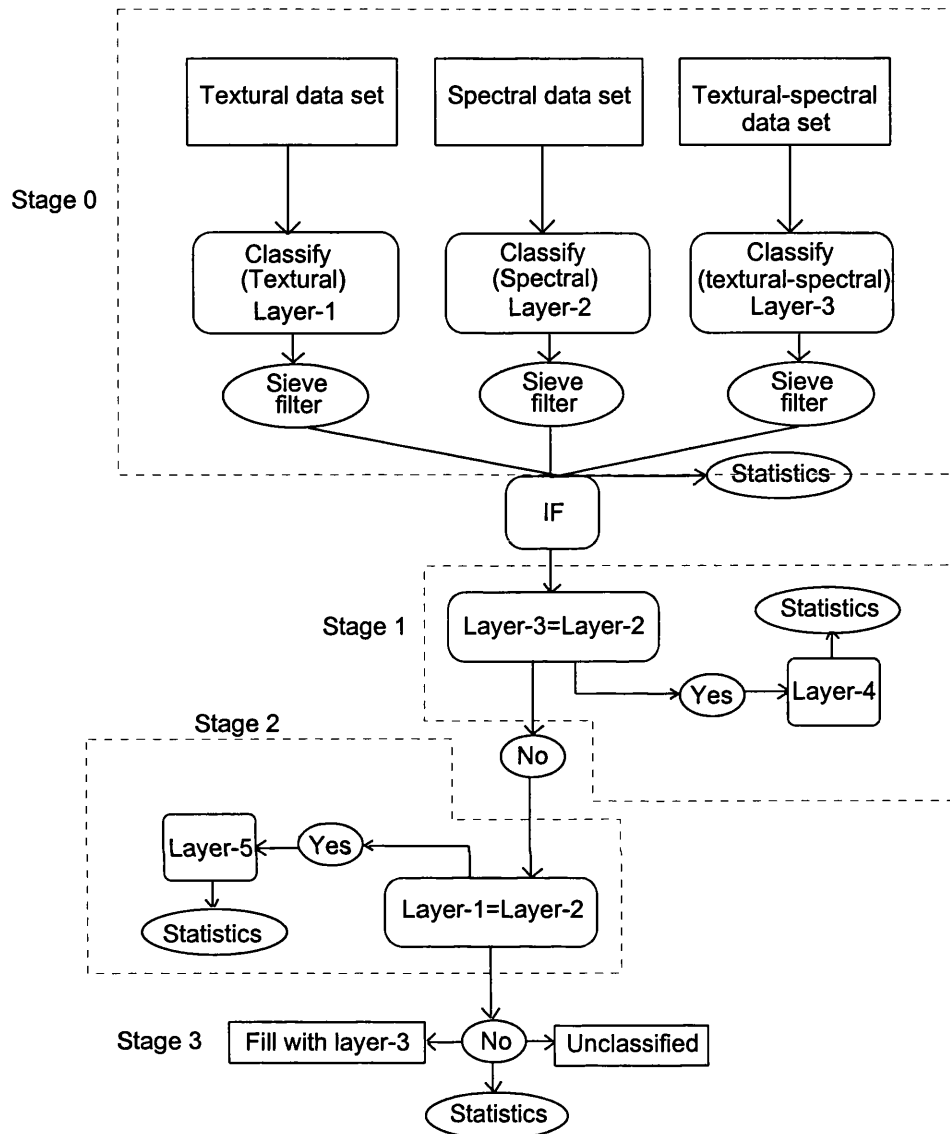 Textural data set
Spectral data set
Textural-spectral
data set
Stage 0
Classify
(Textural)
Layer-1
Classify
(Spectral)
Layer-2
Classify
(textural-spectral)
Layer-3
Sieve
filter
Sieve
filter
Sieve
filter
Statistics
IF
Stage 1
Layer-3=Layer-2
Statistics
Yes
Layer-4
Stage 2
No
Layer-5
Yes
Layer-1=Layer-2
Statistics
Stage 3
Fill with layer-3
No
Unclassified
Statistics